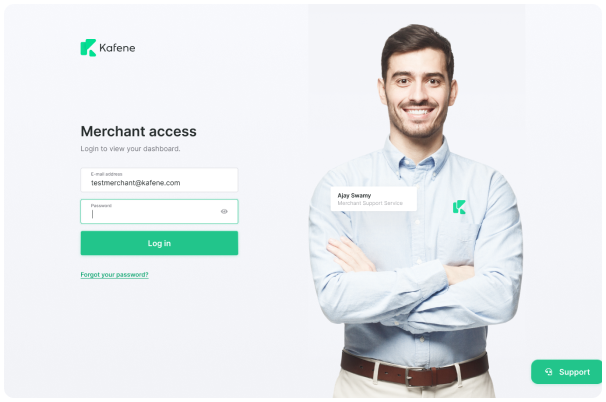 Kafene
Merchant access
Login to view your dashboard.
E-mail address
testmerchant@kafene.com
Password
Log in
Forgot your password?
Ajay Swamy
Merchant Support Service
Support